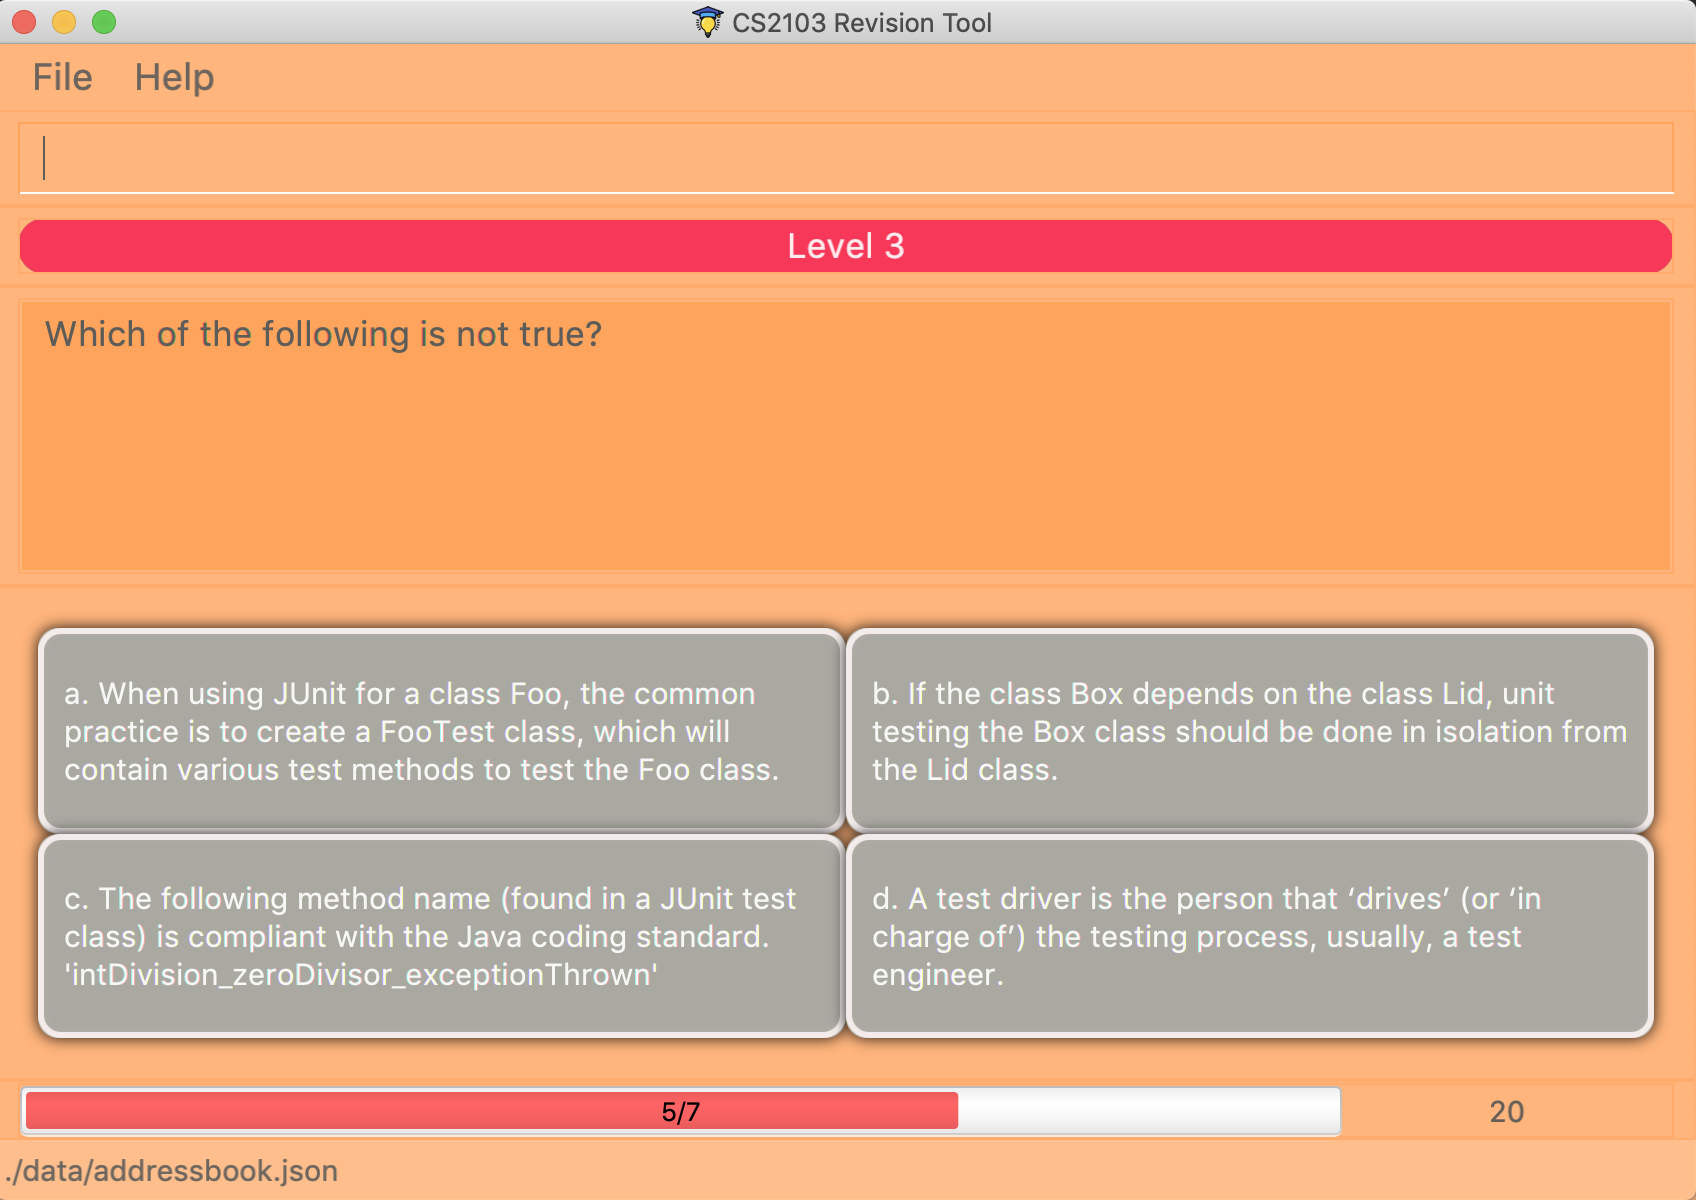 CS2103 Revision Tool
File Help
Level 3
Which of the following is not true?
a. When using JUnit for a class Foo, the common
practice is to create a FooTest class, which will
contain various test methods to test the Foo class.
b. If the class Box depends on the class Lid, unit
testing the Box class should be done in isolation from
the Lid class.
c. The following method name (found in a JUnit test
class) is compliant with the Java coding standard.
'intDivision_zeroDivisor_exceptionThrown'
d. A test driver is the person that ‘drives’ (or ‘in
charge of’) the testing process, usually, a test
engineer.
5/7
20
./data/addressbook.json